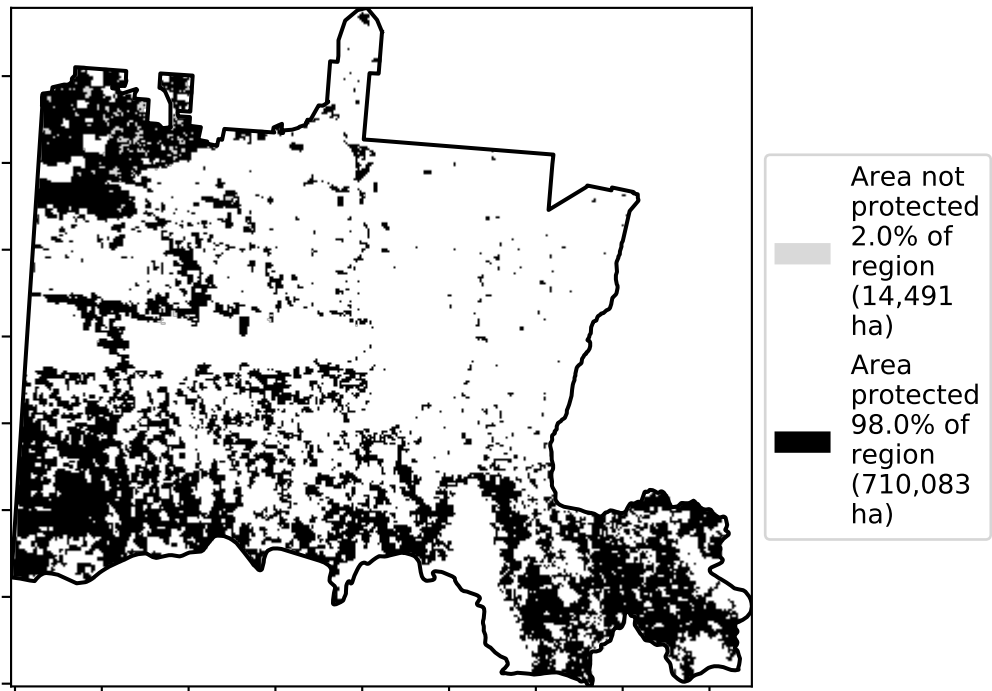 Area not
protected
2.0% of
region
(14,491
ha)
Area
protected
98.0% of
region
(710,083
ha)